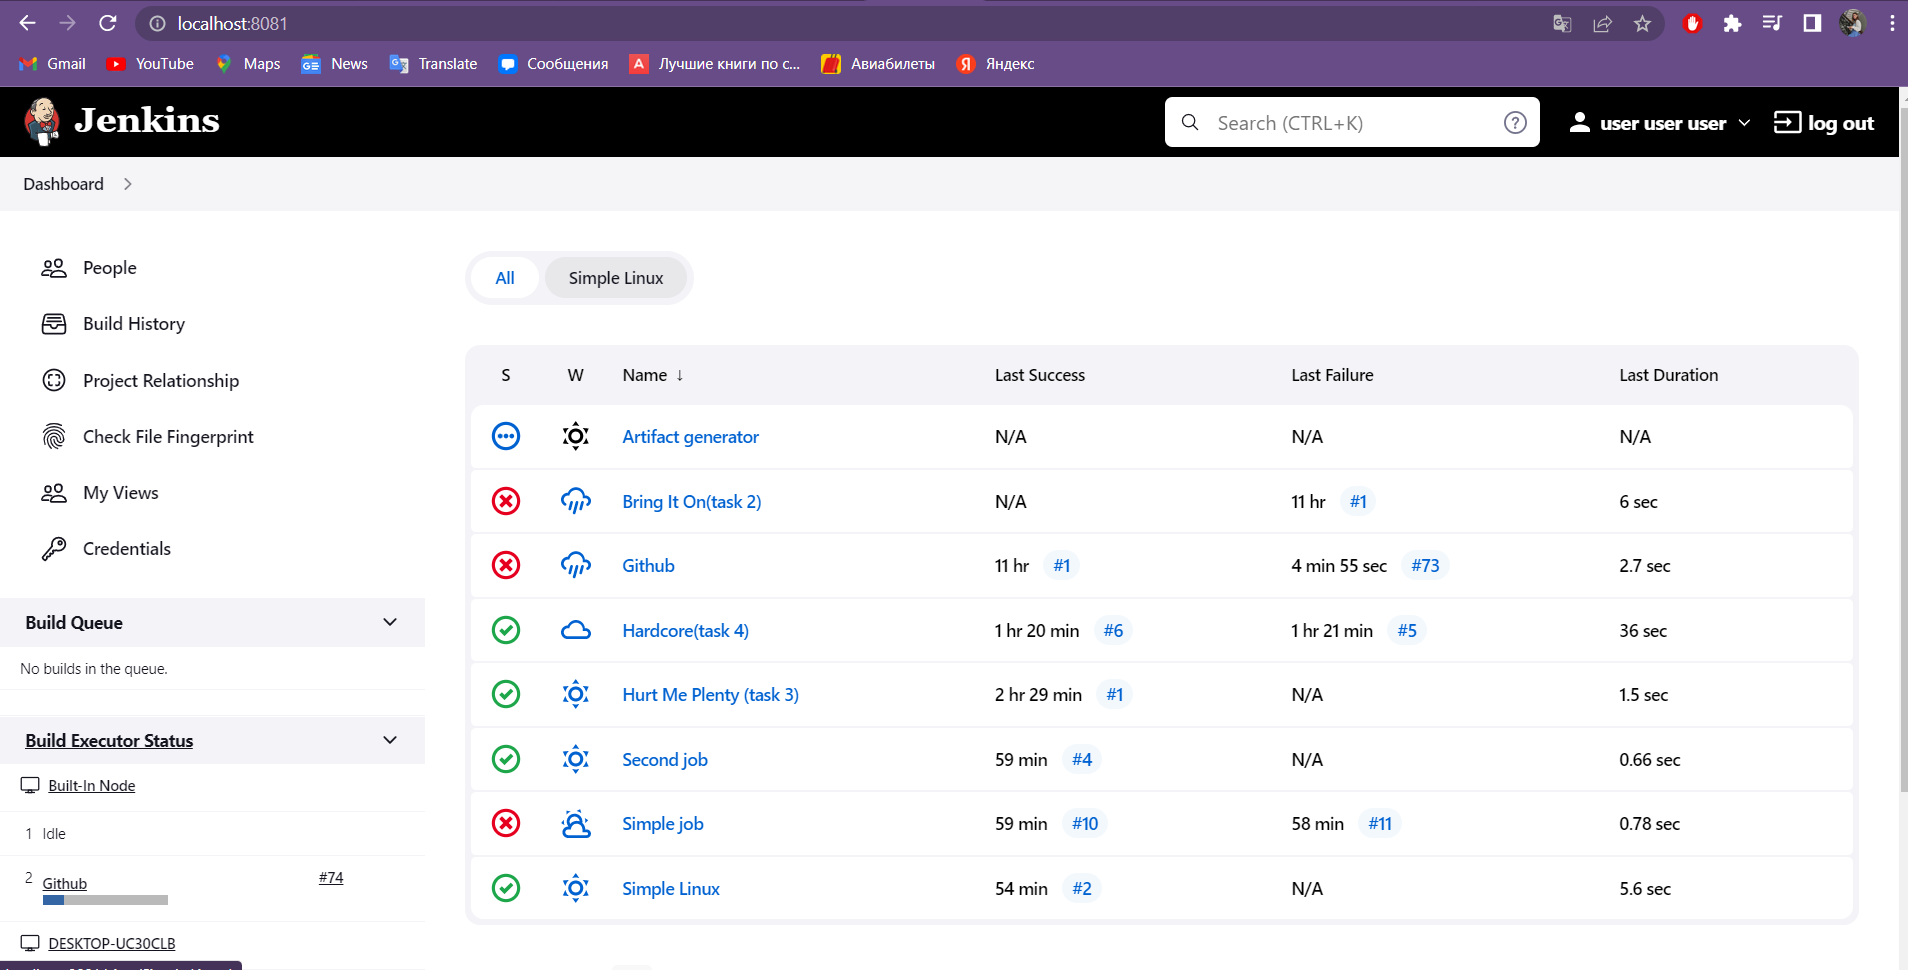 localhost:8081
Gmail YouTube Maps News Translate Сообщения Лучшие книги по с... Авиабилеты Яндекс
Jenkins Search (CTRL+K) user user user log out
Dashboard
People
Build History
Project Relationship
Check File Fingerprint
My Views
Credentials
Build Queue
No builds in the queue.
Build Executor Status
Built-In Node
1 Idle
2 Github #74
DESKTOP-UC30CLB
All Simple Linux
S W Name ↓ Last Success Last Failure Last Duration
Artifact generator N/A N/A N/A
Bring It On(task 2) N/A 11 hr #1 6 sec
Github 11 hr #1 4 min 55 sec #73 2.7 sec
Hardcore(task 4) 1 hr 20 min #6 1 hr 21 min #5 36 sec
Hurt Me Plenty (task 3) 2 hr 29 min #1 N/A 1.5 sec
Second job 59 min #4 N/A 0.66 sec
Simple job 59 min #10 58 min #11 0.78 sec
Simple Linux 54 min #2 N/A 5.6 sec